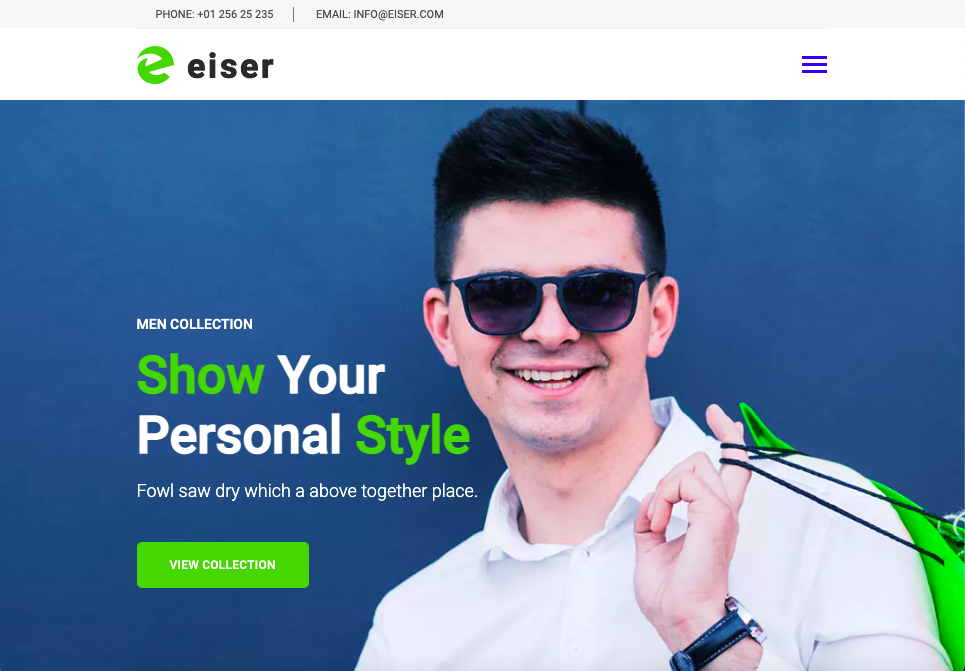 PHONE: +01 256 25 235 EMAIL: INFO@EISER.COM
eiser
MEN COLLECTION
Show Your
Personal Style
Fowl saw dry which a above together place.
VIEW COLLECTION